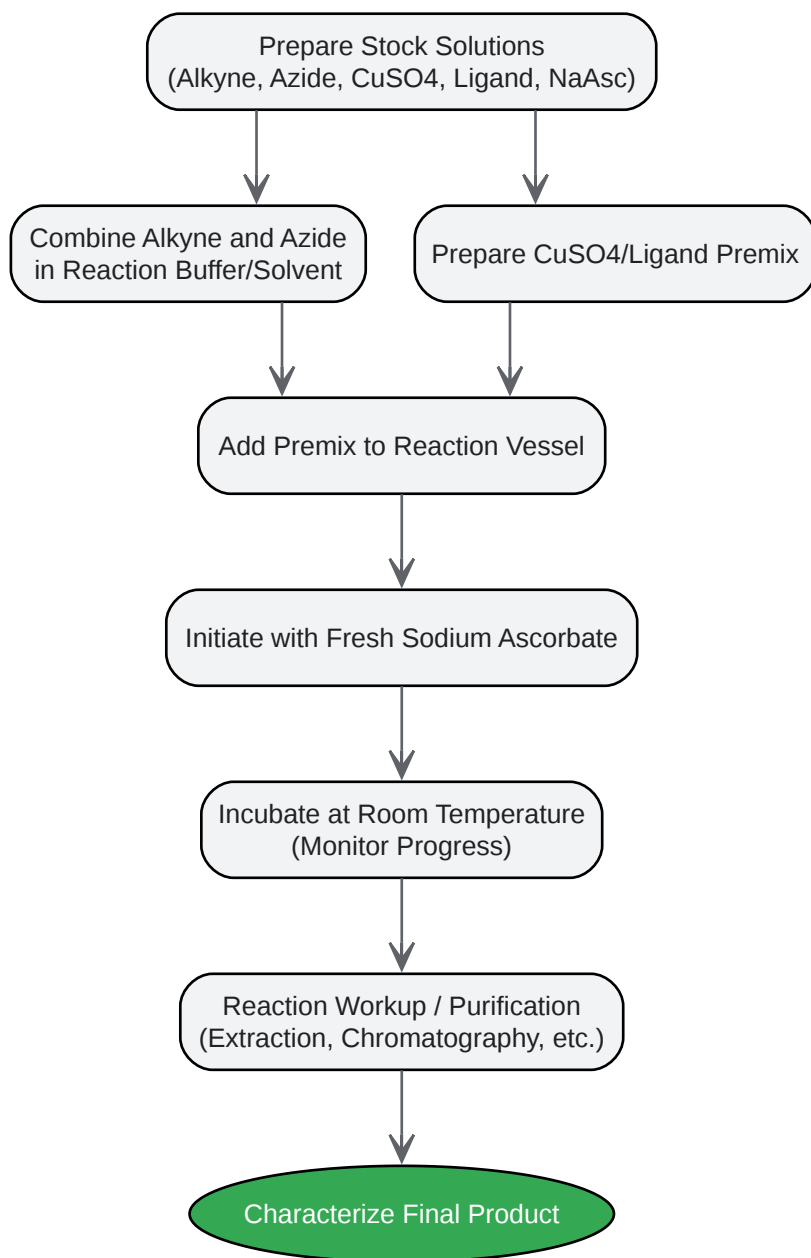 Prepare Stock Solutions
(Alkyne, Azide, CuSO4, Ligand, NaAsc)
Combine Alkyne and Azide
in Reaction Buffer/Solvent
Prepare CuSO4/Ligand Premix
Add Premix to Reaction Vessel
Initiate with Fresh Sodium Ascorbate
Incubate at Room Temperature
(Monitor Progress)
Reaction Workup / Purification
(Extraction, Chromatography, etc.)
Characterize Final Product